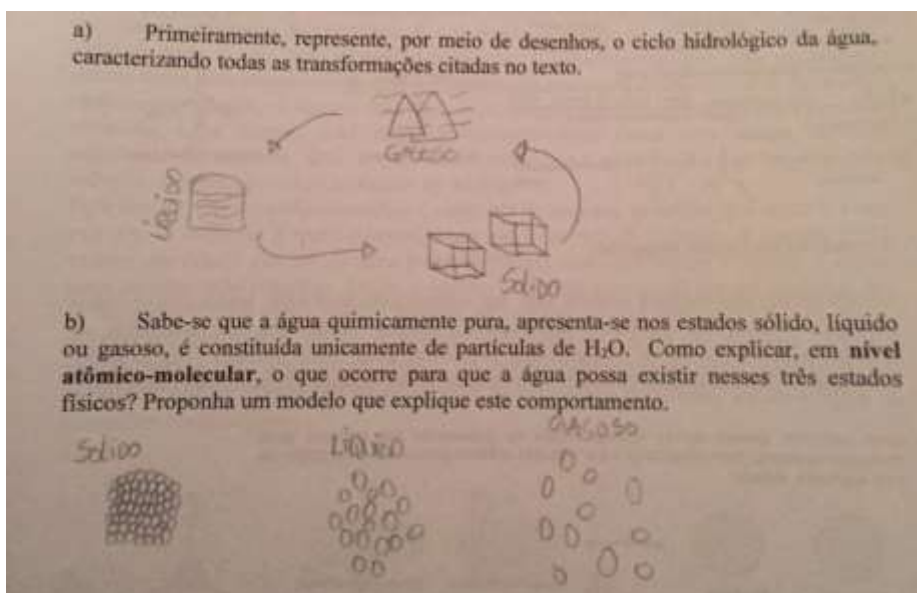 a) Primeiramente, represente, por meio de desenhos, o ciclo hidrológico da água,
caracterizando todas as transformações citadas no texto.
GASOSO
LÍQUIDO
SÓLIDO
b) Sabe-se que a água quimicamente pura, apresenta-se nos estados sólido, líquido
ou gasoso, é constituída unicamente de partículas de H₂O. Como explicar, em nível
atômico-molecular, o que ocorre para que a água possa existir nesses três estados
físicos? Proponha um modelo que explique este comportamento.
SÓLIDO LÍQUIDO GASOSO